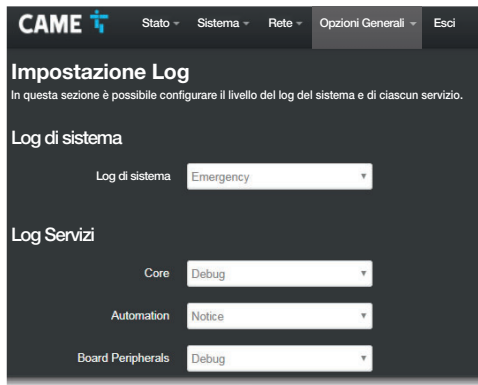 CAME Stato Sistema Rete Opzioni Generali Esci
Impostazione Log
In questa sezione è possibile configurare il livello del log del sistema e di ciascun servizio.
Log di sistema
Log di sistema Emergency
Log Servizi
Core Debug
Automation Notice
Board Peripherals Debug